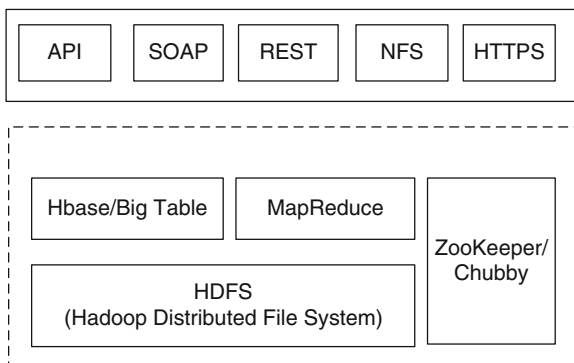 API
SOAP
REST
NFS
HTTPS
Hbase/Big Table
MapReduce
ZooKeeper/
Chubby
HDFS
(Hadoop Distributed File System)